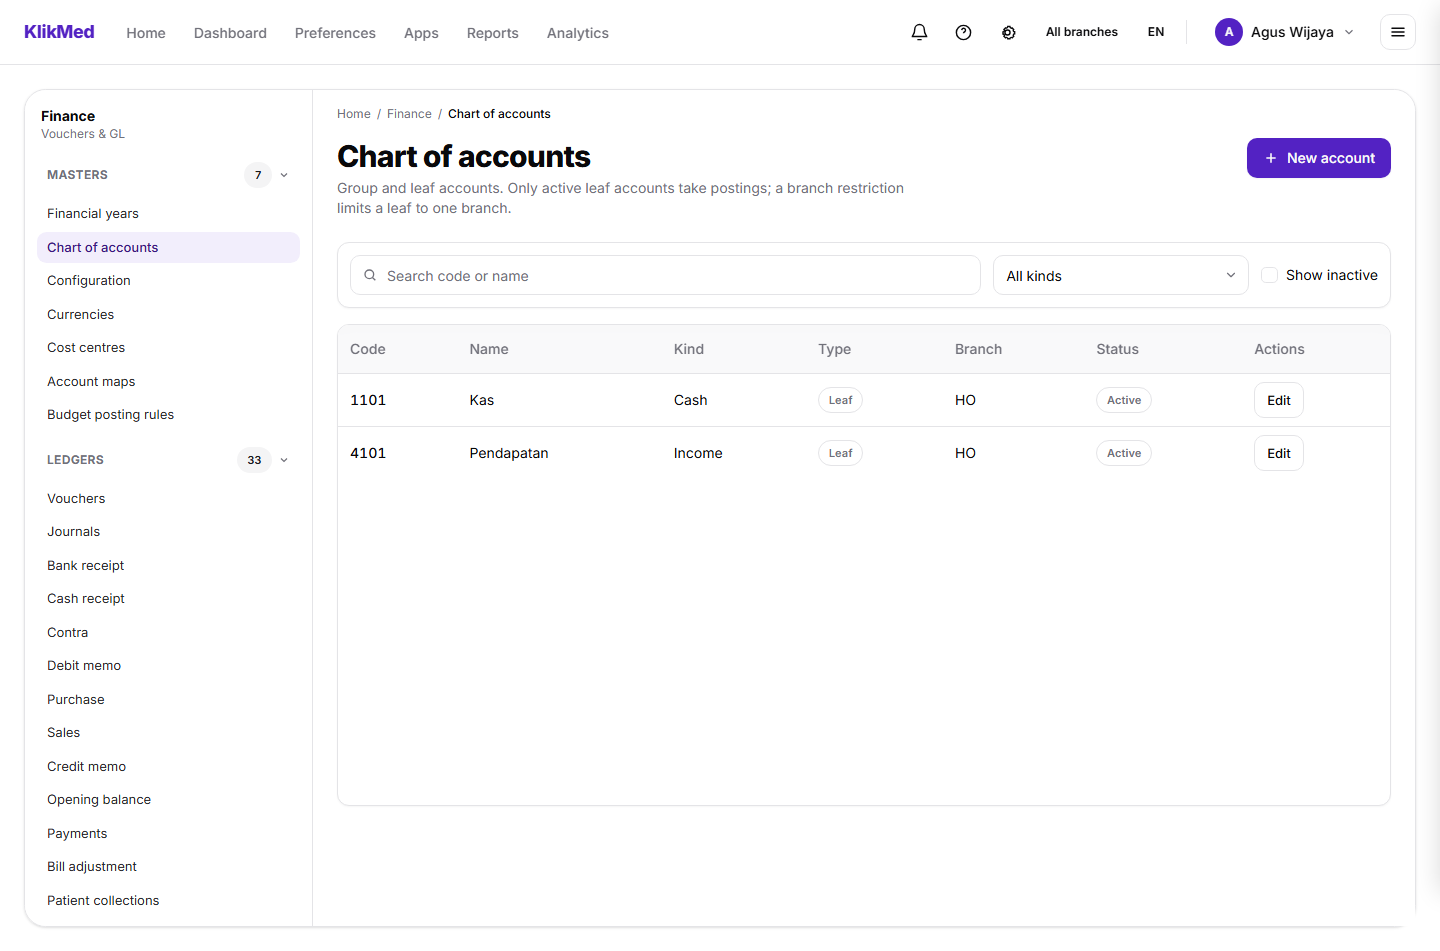 KlikMed
Home Dashboard Preferences Apps Reports Analytics
All branches EN A Agus Wijaya
Finance
Vouchers & GL
MASTERS 7
Financial years
Chart of accounts
Configuration
Currencies
Cost centres
Account maps
Budget posting rules
LEDGERS 33
Vouchers
Journals
Bank receipt
Cash receipt
Contra
Debit memo
Purchase
Sales
Credit memo
Opening balance
Payments
Bill adjustment
Patient collections
Home / Finance / Chart of accounts
Chart of accounts
Group and leaf accounts. Only active leaf accounts take postings; a branch restriction
limits a leaf to one branch.
+ New account
Search code or name
All kinds
Show inactive
Code Name Kind Type Branch Status Actions
1101 Kas Cash Leaf HO Active Edit
4101 Pendapatan Income Leaf HO Active Edit